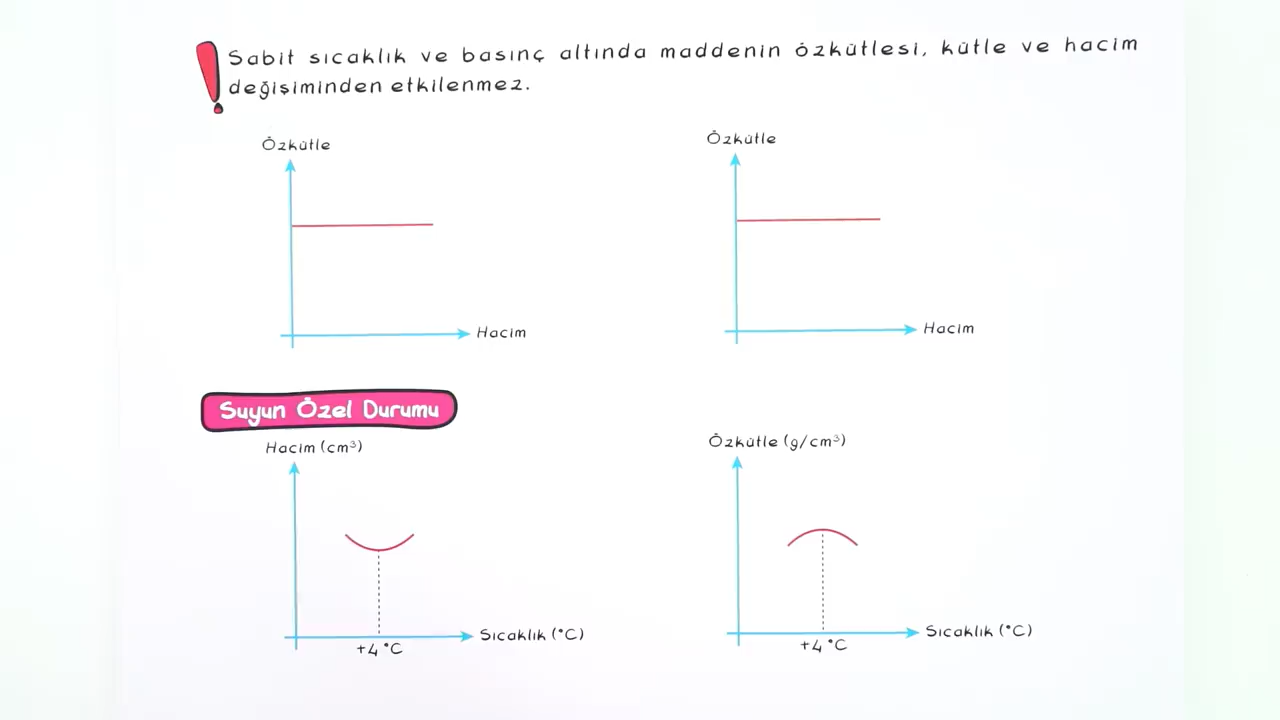 Sabit sıcaklık ve basınç altında maddenin özkütlesi, kütle ve hacim
değişiminden etkilenmez.
Özkütle
Hacim
Özkütle
Hacim
Suyun Özel Durumu
Hacim (cm³)
Sıcaklık (°C)
+4 °C
Özkütle (g/cm³)
Sıcaklık (°C)
+4 °C